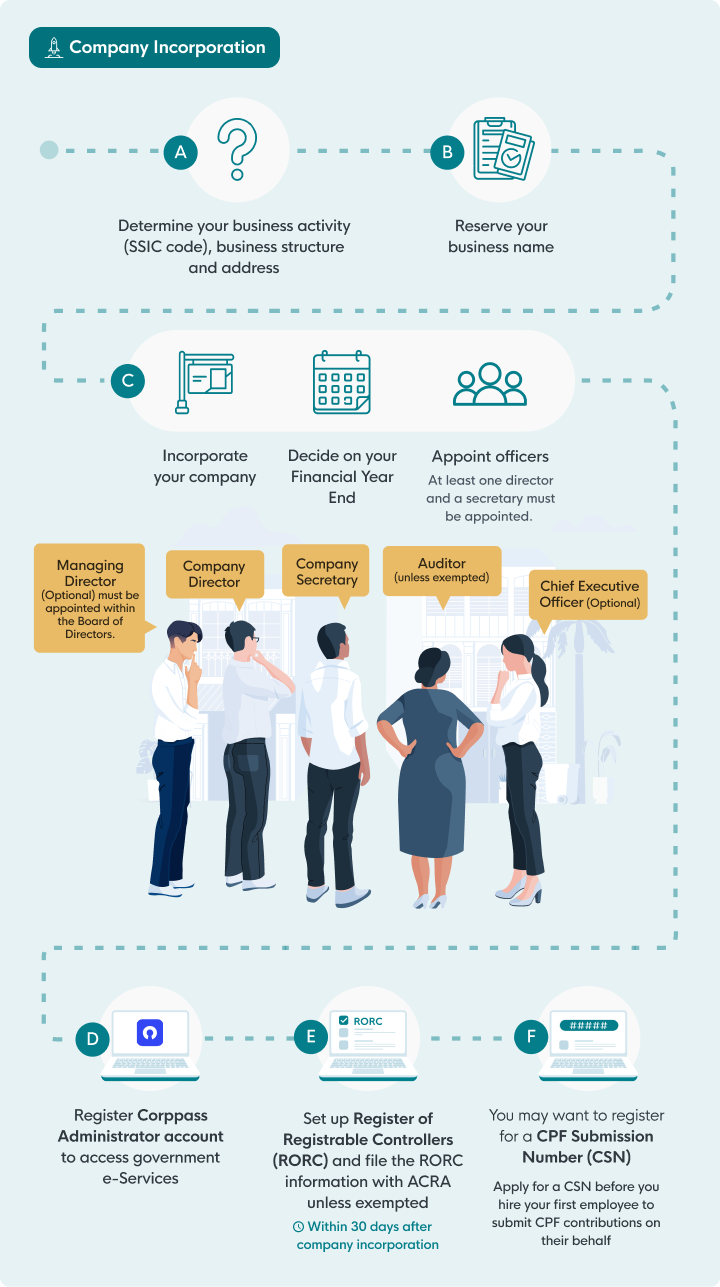 Company Incorporation
A
B
Determine your business activity
(SSIC code), business structure
and address
Reserve your
business name
C
Incorporate
your company
Decide on your
Financial Year
End
Appoint officers
At least one director
and a secretary must
be appointed.
Managing
Director
(Optional) must be
appointed within
the Board of
Directors.
Company
Director
Company
Secretary
Auditor
(unless exempted)
Chief Executive
Officer (Optional)
D
E
RORC
F
#####
Register Corppass
Administrator account
to access government
e-Services
Set up Register of
Registrable Controllers
(RORC) and file the RORC
information with ACRA
unless exempted
Within 30 days after
company incorporation
You may want to register
for a CPF Submission
Number (CSN)
Apply for a CSN before you
hire your first employee to
submit CPF contributions on
their behalf